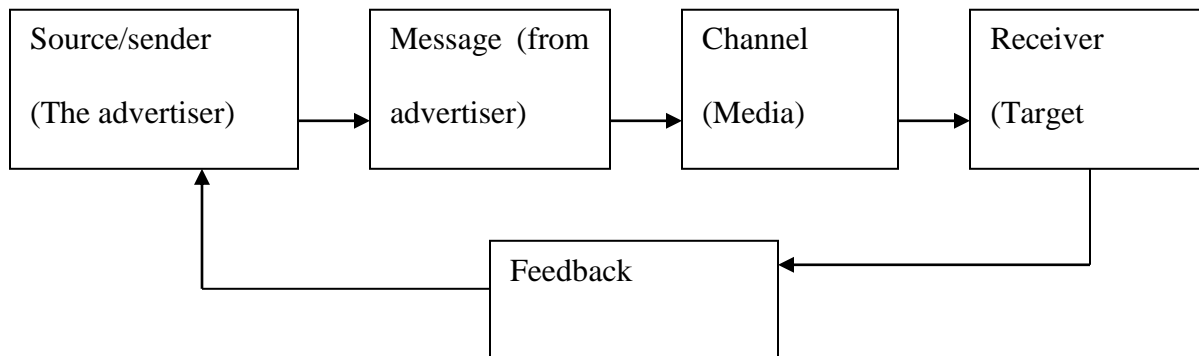 Source/sender
(The advertiser)
Message (from
advertiser)
Channel
(Media)
Receiver
(Target
Feedback